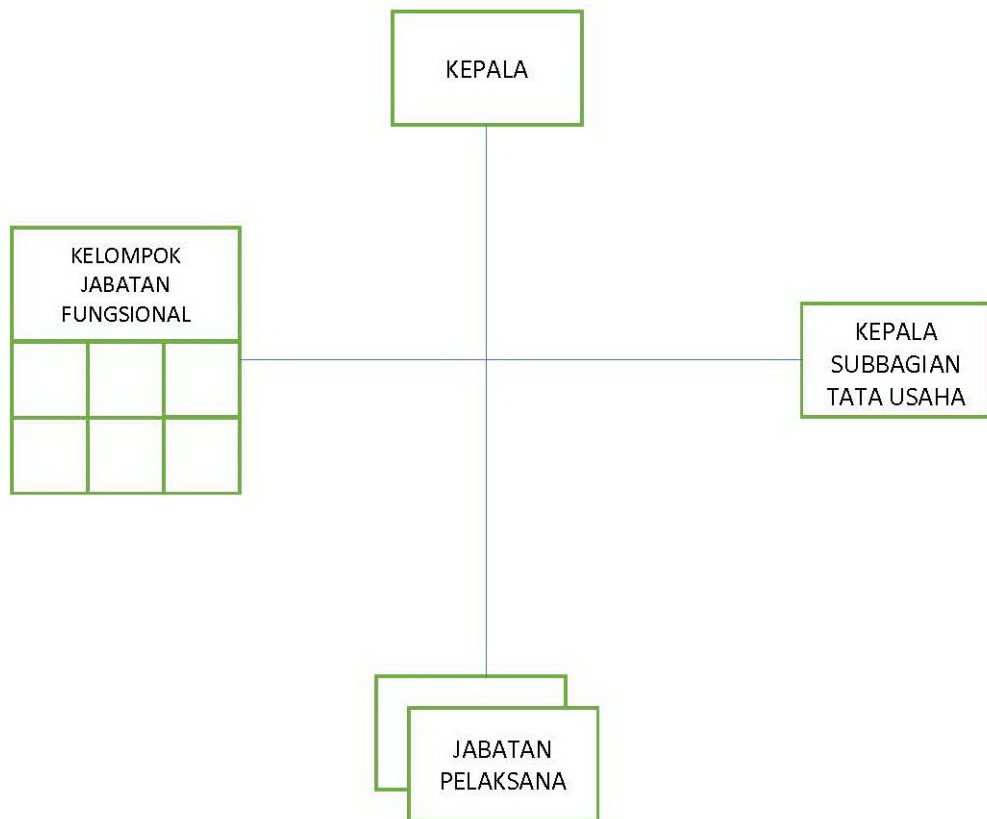 KEPALA
KELOMPOK
JABATAN
FUNGSIONAL
KEPALA
SUBBAGIAN
TATA USAHA
JABATAN
PELAKSANA